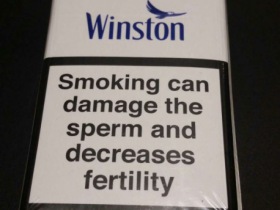 Winston
Smoking can
damage the
sperm and
decreases
fertility